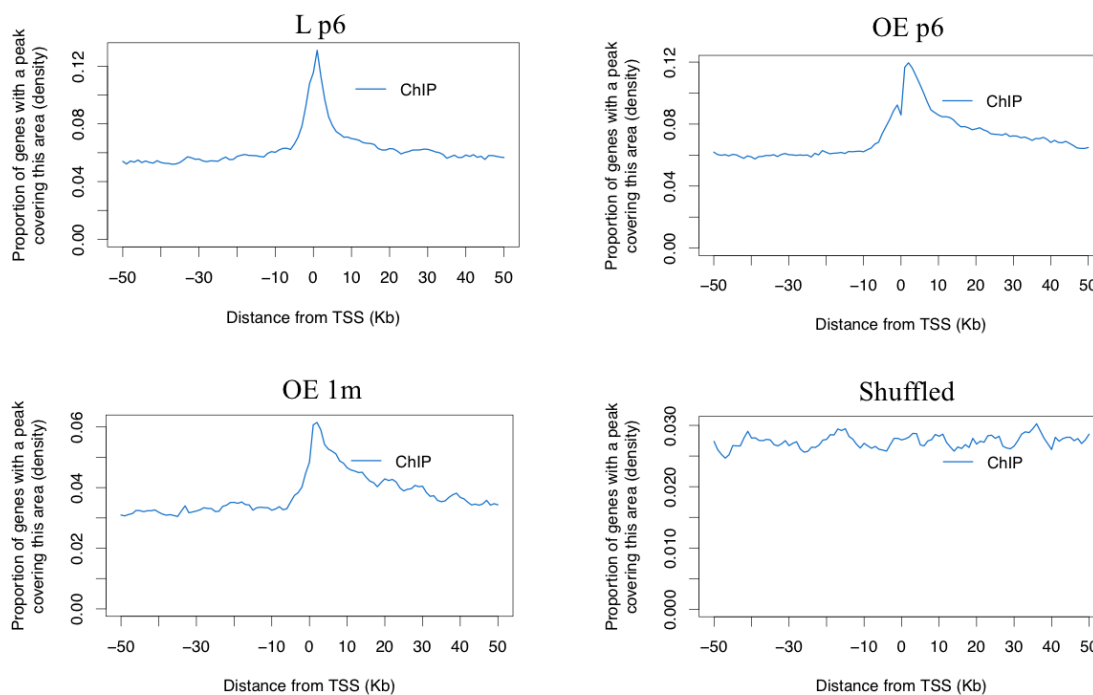 L p6
Proportion of genes with a peak
covering this area (density)
0.12
0.08
0.04
0.00
ChIP
−50
−30
−10
0
10
20
30
40
50
Distance from TSS (Kb)
OE p6
Proportion of genes with a peak
covering this area (density)
0.12
0.08
0.04
0.00
ChIP
−50
−30
−10
0
10
20
30
40
50
Distance from TSS (Kb)
OE 1m
Proportion of genes with a peak
covering this area (density)
0.06
0.04
0.02
0.00
ChIP
−50
−30
−10
0
10
20
30
40
50
Distance from TSS (Kb)
Shuffled
Proportion of genes with a peak
covering this area (density)
0.030
0.020
0.010
0.000
ChIP
−50
−30
−10
0
10
20
30
40
50
Distance from TSS (Kb)